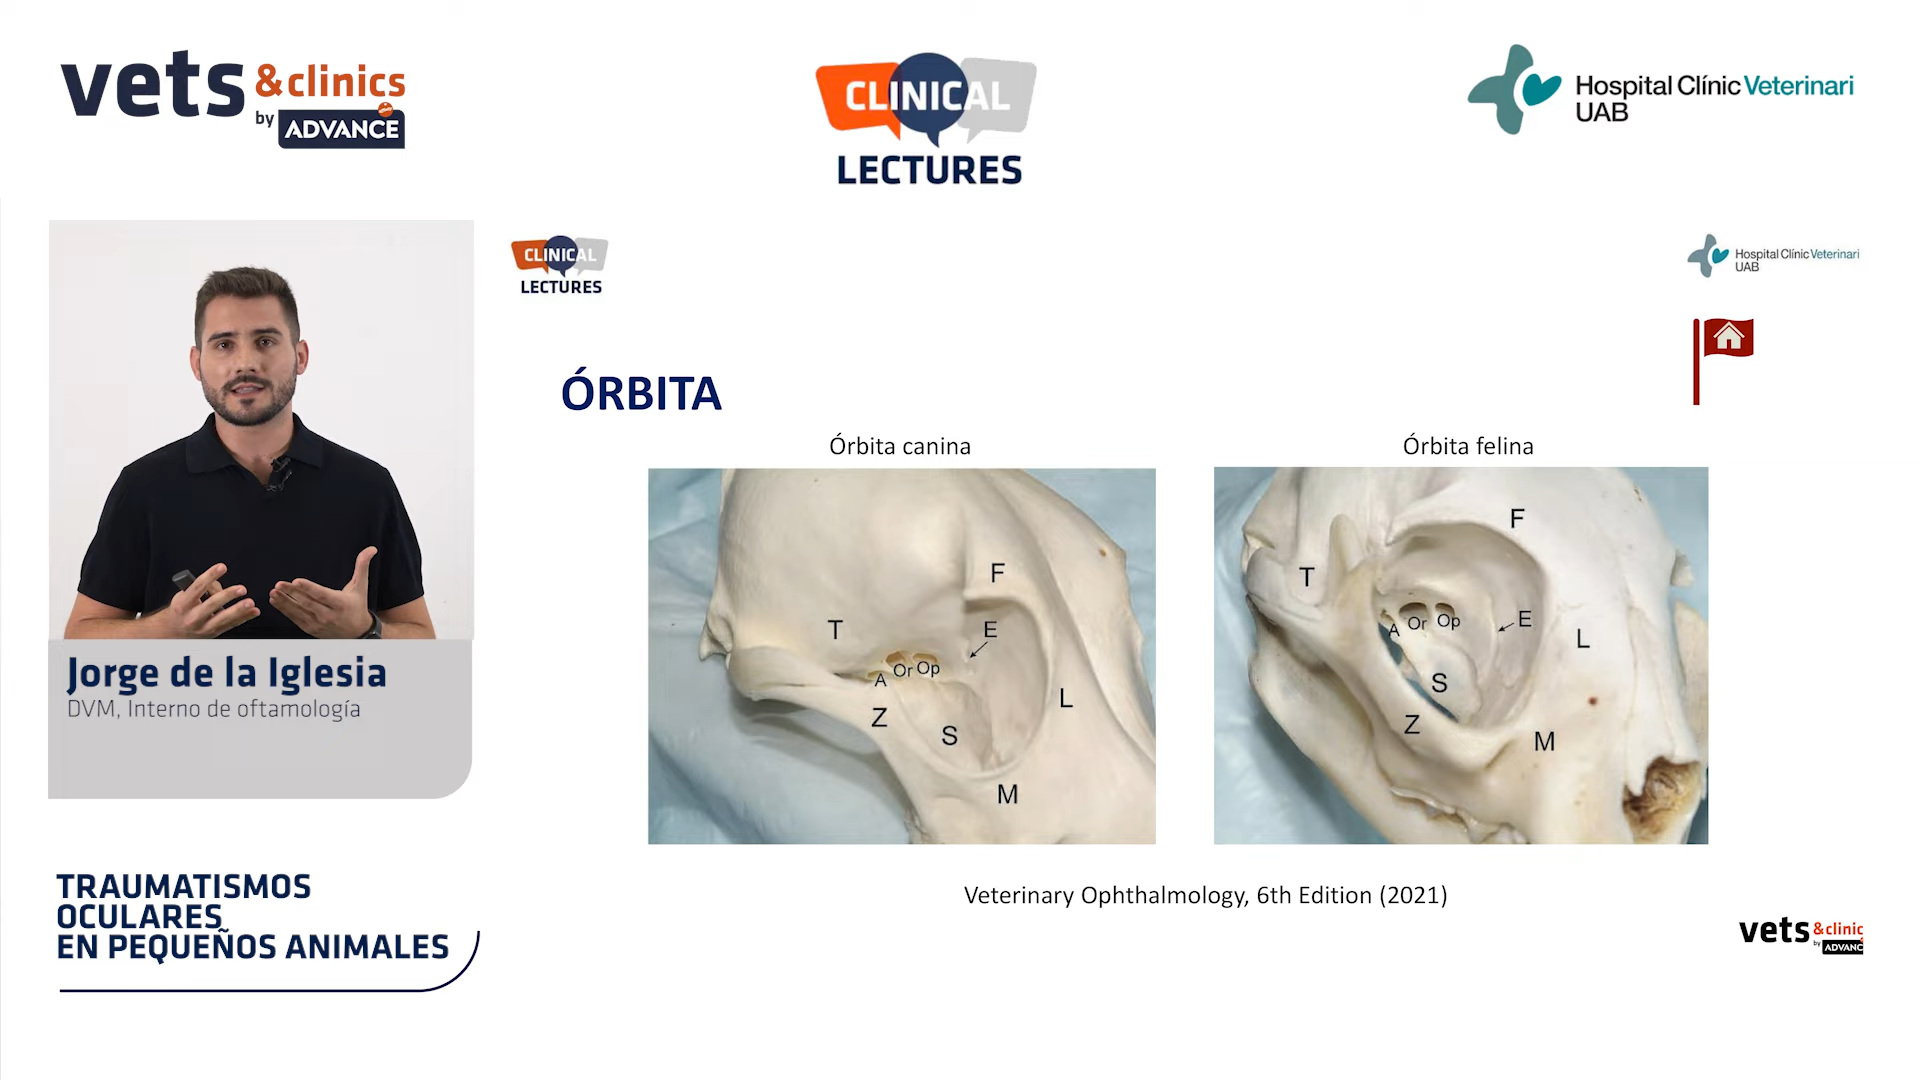 vets &clinics
by ADVANCE
CLINICAL
LECTURES
Hospital Clínic Veterinari
UAB
CLINICAL
LECTURES
Hospital Clínic Veterinari
UAB
ÓRBITA
Órbita canina
F
T
E
A Or Op
Z
S
L
M
Órbita felina
F
T
A Or Op
E
L
S
Z
M
Veterinary Ophthalmology, 6th Edition (2021)
Jorge de la Iglesia
DVM, Interno de oftamología
TRAUMATISMOS
OCULARES
EN PEQUEÑOS ANIMALES
vets &clinic
by ADVANC